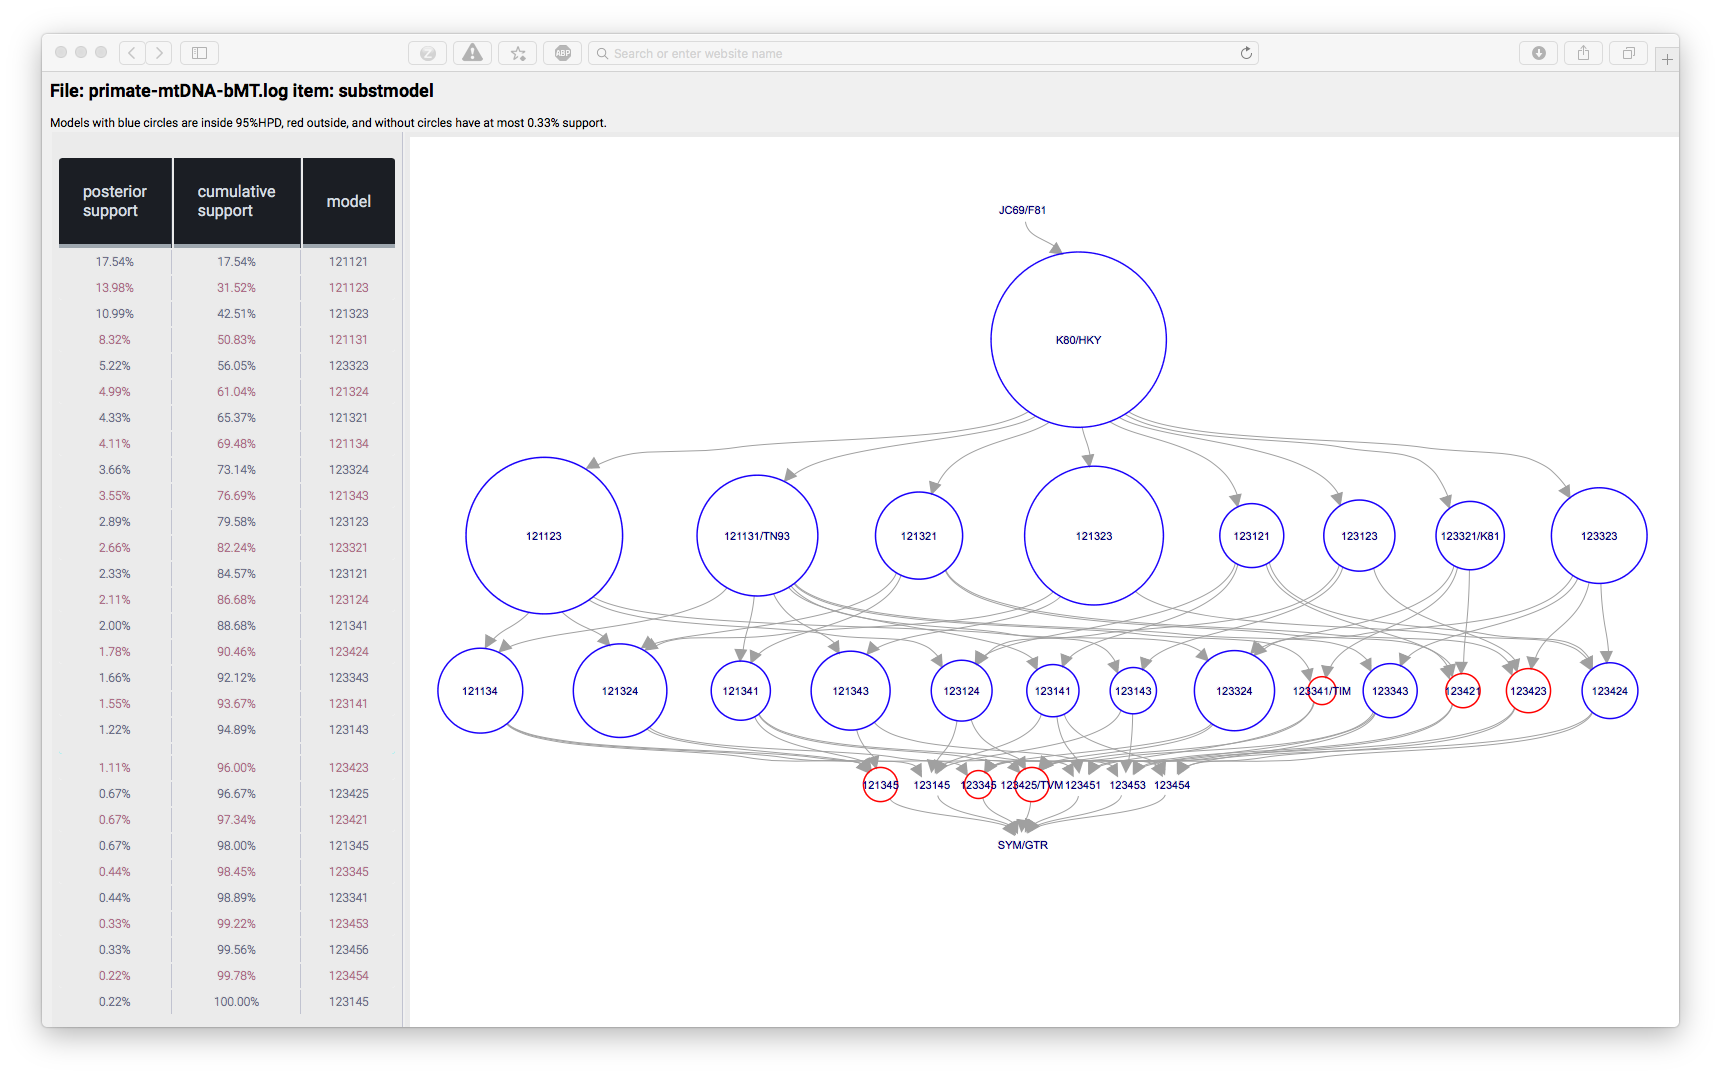 Search or enter website name
ABP
File: primate-mtDNA-bMT.log item: substmodel
Models with blue circles are inside 95%HPD, red outside, and without circles have at most 0.33% support.
posterior support cumulative support model
17.54% 17.54% 121121
13.98% 31.52% 121123
10.99% 42.51% 121323
8.32% 50.83% 121131
5.22% 56.05% 123323
4.99% 61.04% 121324
4.33% 65.37% 121321
4.11% 69.48% 121134
3.66% 73.14% 123324
3.55% 76.69% 121343
2.89% 79.58% 123123
2.66% 82.24% 123321
2.33% 84.57% 123121
2.11% 86.68% 123124
2.00% 88.68% 121341
1.78% 90.46% 123424
1.66% 92.12% 123343
1.55% 93.67% 123141
1.22% 94.89% 123143
1.11% 96.00% 123423
0.67% 96.67% 123425
0.67% 97.34% 123421
0.67% 98.00% 121345
0.44% 98.45% 123345
0.44% 98.89% 123341
0.33% 99.22% 123453
0.33% 99.56% 123456
0.22% 99.78% 123454
0.22% 100.00% 123145
JC69/F81
K80/HKY
121123 121131/TN93 121321 121323 123121 123123 123321/K81 123323
121134 121324 121341 121343 123124 123141 123143 123324 123341/TIM 123343 123421 123423 123424
121345 123145 123345 123425/TVM 123451 123453 123454
SYM/GTR